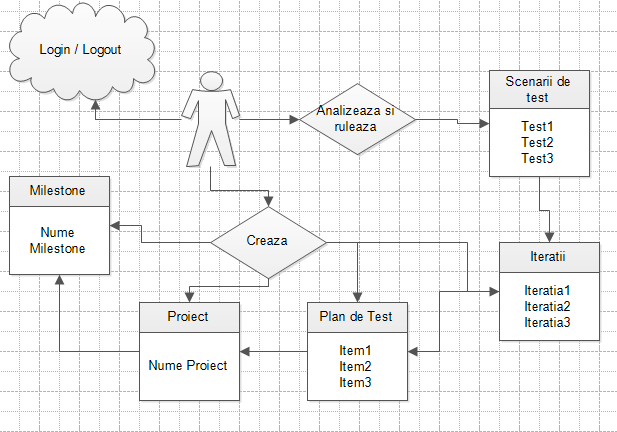 Login / Logout
Analizeaza si
ruleaza
Scenarii de
test
Test1
Test2
Test3
Milestone
Nume
Milestone
Creaza
Iteratii
Iteratia1
Iteratia2
Iteratia3
Proiect
Nume Proiect
Plan de Test
Item1
Item2
Item3